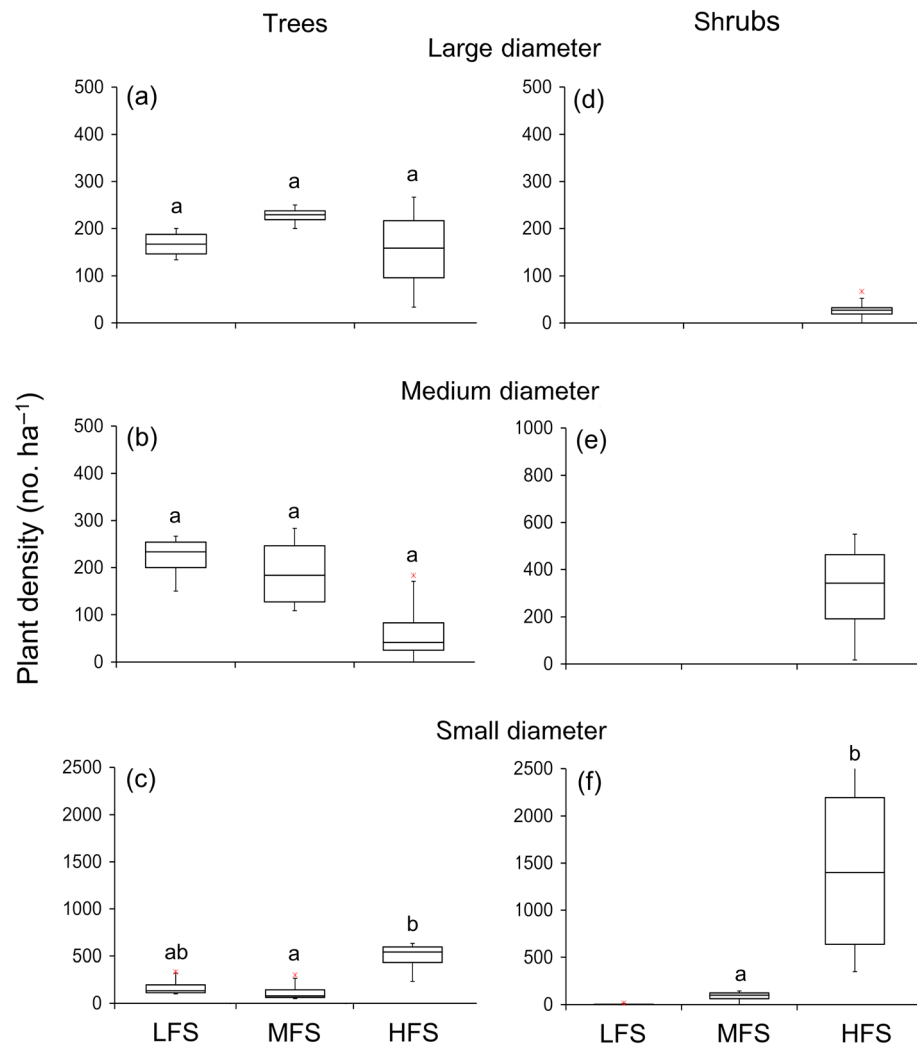 Trees Shrubs
Large diameter
(a) (d)
500 500
400 400
300 300
a a a
200 200
100 100
0 0
Plant density (no. ha⁻¹)
Medium diameter
(b) (e)
500 1000
400 800
300 600
a a a
200 400
100 200
0 0
Small diameter
(c) (f)
b
2500 2500
2000 2000
1500 1500
1000 1000
ab a b a
500 500
0 0
LFS MFS HFS LFS MFS HFS